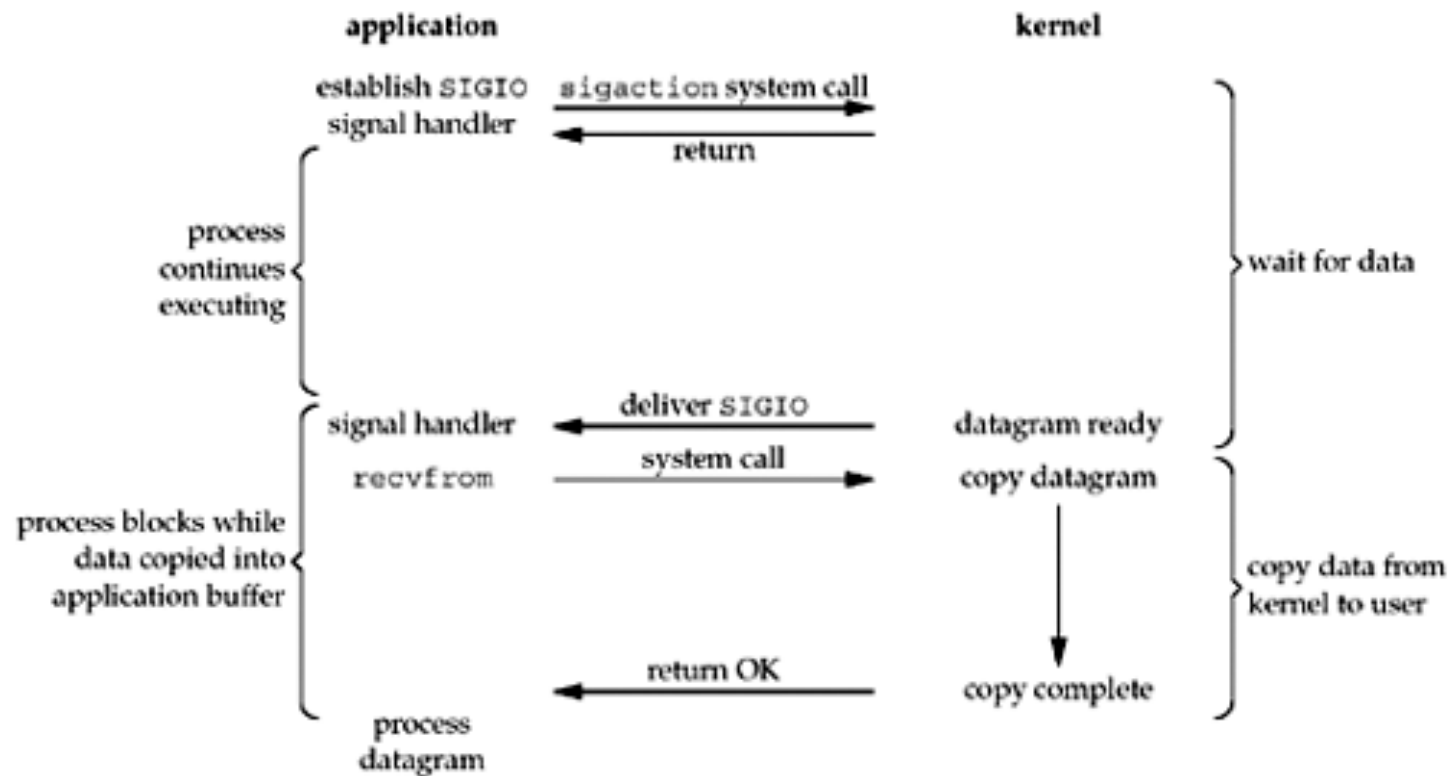 application
kernel
establish SIGIO
signal handler
sigaction system call
return
process
continues
executing
wait for data
signal handler
deliver SIGIO
datagram ready
recvfrom
system call
copy datagram
process blocks while
data copied into
application buffer
copy data from
kernel to user
return OK
copy complete
process
datagram